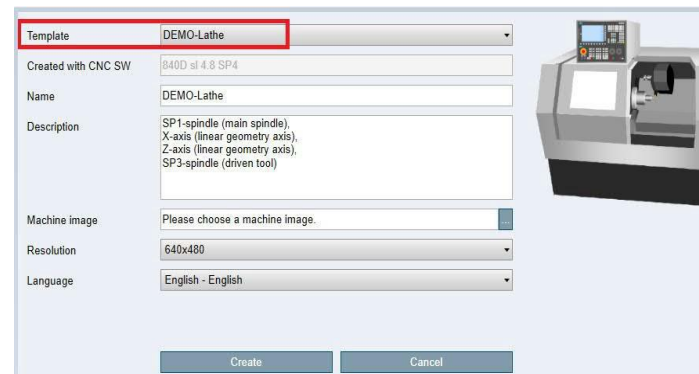 Template DEMO-Lathe
Created with CNC SW 840D sl 4.8 SP4
Name DEMO-Lathe
Description SP1-spindle (main spindle),
X-axis (linear geometry axis),
Z-axis (linear geometry axis),
SP3-spindle (driven tool)
Machine image Please choose a machine image. ...
Resolution 640x480
Language English - English
Create Cancel